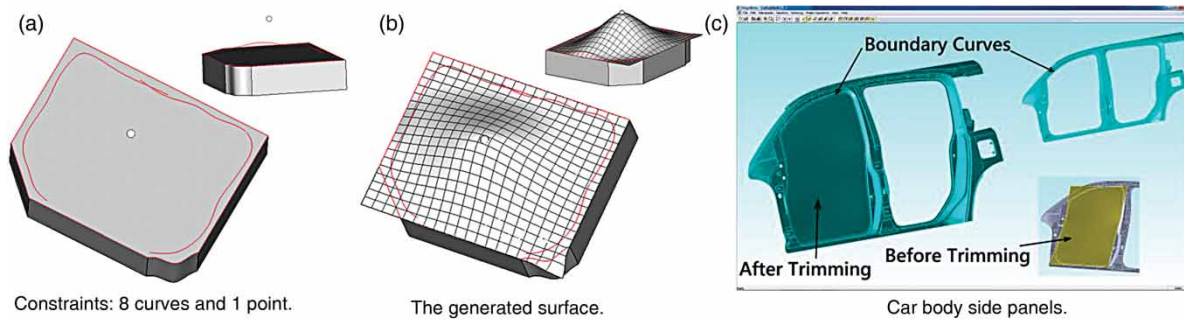 (a)
(b)
(c)
Boundary Curves
After Trimming
Before Trimming
Constraints: 8 curves and 1 point.
The generated surface.
Car body side panels.